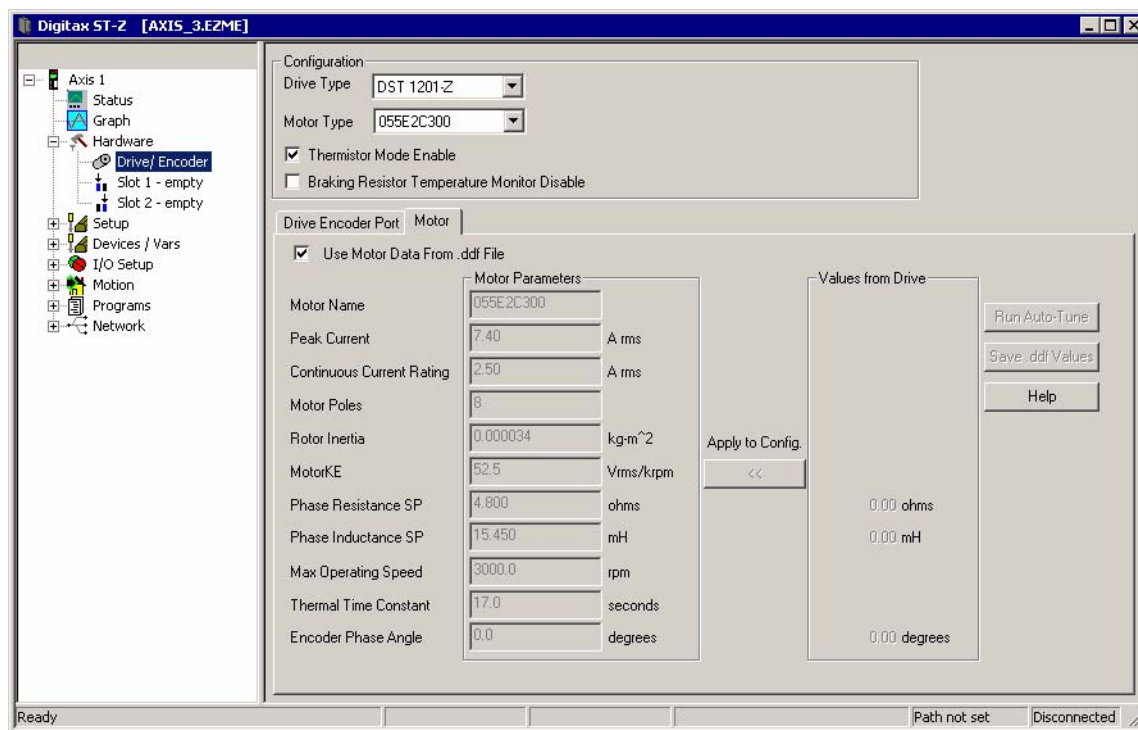 Digitax ST-Z [AXIS_3.EZME]
Axis 1
Status
Graph
Hardware
Drive/ Encoder
Slot 1 - empty
Slot 2 - empty
Setup
Devices / Vars
I/O Setup
Motion
Programs
Network
Configuration
Drive Type DST 1201-Z
Motor Type 055E2C300
Thermistor Mode Enable
Braking Resistor Temperature Monitor Disable
Drive Encoder Port Motor
Use Motor Data From .ddf File
Motor Parameters Values from Drive
Motor Name 055E2C300
Peak Current 7.40 A rms
Continuous Current Rating 2.50 A rms
Motor Poles 8
Rotor Inertia 0.000034 kg-m^2
MotorKE 52.5 Vrms/krpm
Phase Resistance SP 4.800 ohms 0.00 ohms
Phase Inductance SP 15.450 mH 0.00 mH
Max Operating Speed 3000.0 rpm
Thermal Time Constant 17.0 seconds
Encoder Phase Angle 0.0 degrees 0.00 degrees
Apply to Config.
<<
Run Auto-Tune
Save .ddf Values
Help
Ready Path not set Disconnected